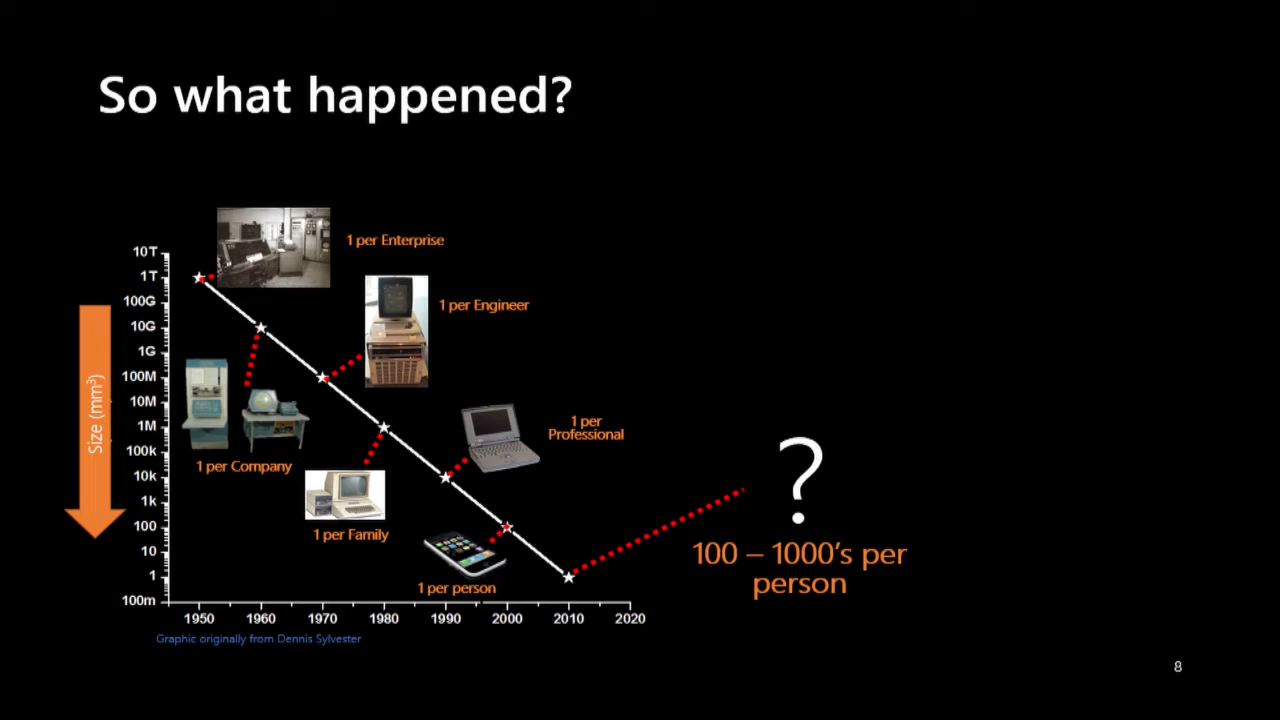 So what happened?
1 per Enterprise
10T
1T
1 per Engineer
100G
10G
1G
100M
10M
1M
100k
10k
1k
100
10
1
100m
Size (mm³)
1 per
Professional
1 per Company
1 per Family
1 per person
?
100 – 1000's per
person
1950 1960 1970 1980 1990 2000 2010 2020
Graphic originally from Dennis Sylvester
8